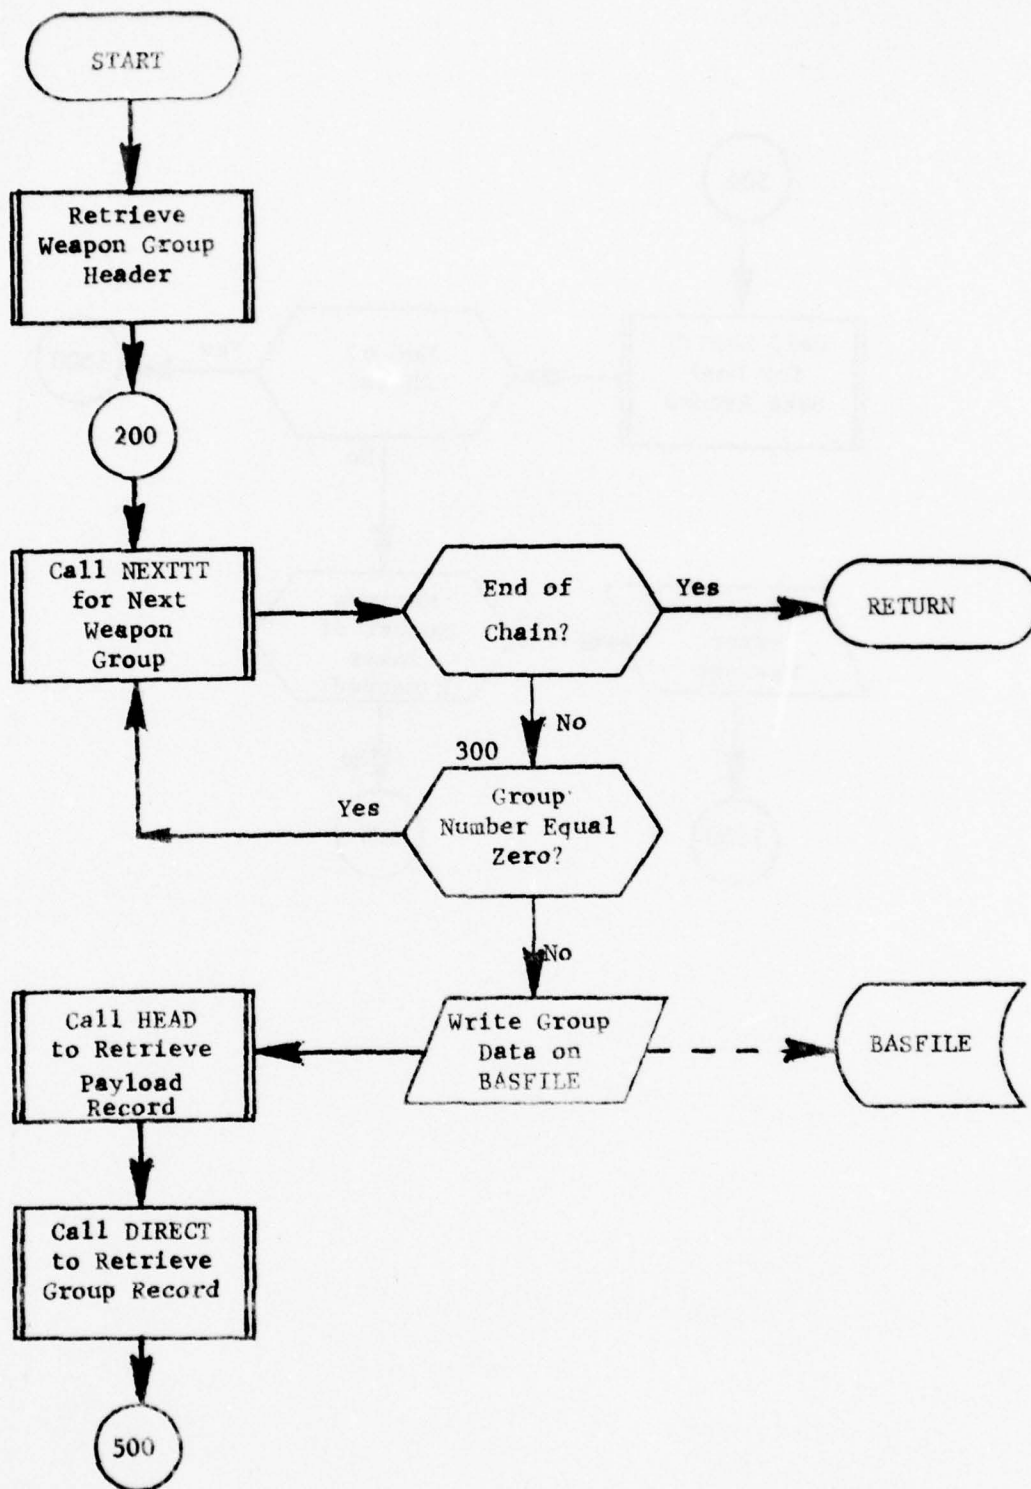 START
Retrieve
Weapon Group
Header
200
Call NEXTTT
for Next
Weapon
Group
End of
Chain?
Yes
RETURN
No
300
Group
Number Equal
Zero?
Yes
No
Write Group
Data on
BASFILE
BASFILE
Call HEAD
to Retrieve
Payload
Record
Call DIRECT
to Retrieve
Group Record
500